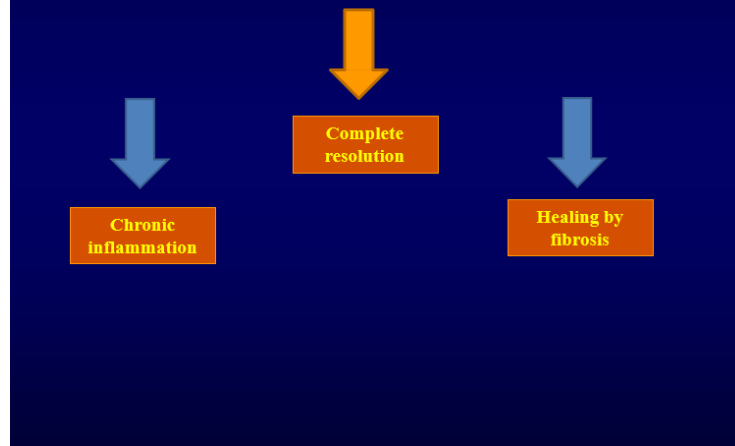 Complete
resolution
Chronic
inflammation
Healing by
fibrosis